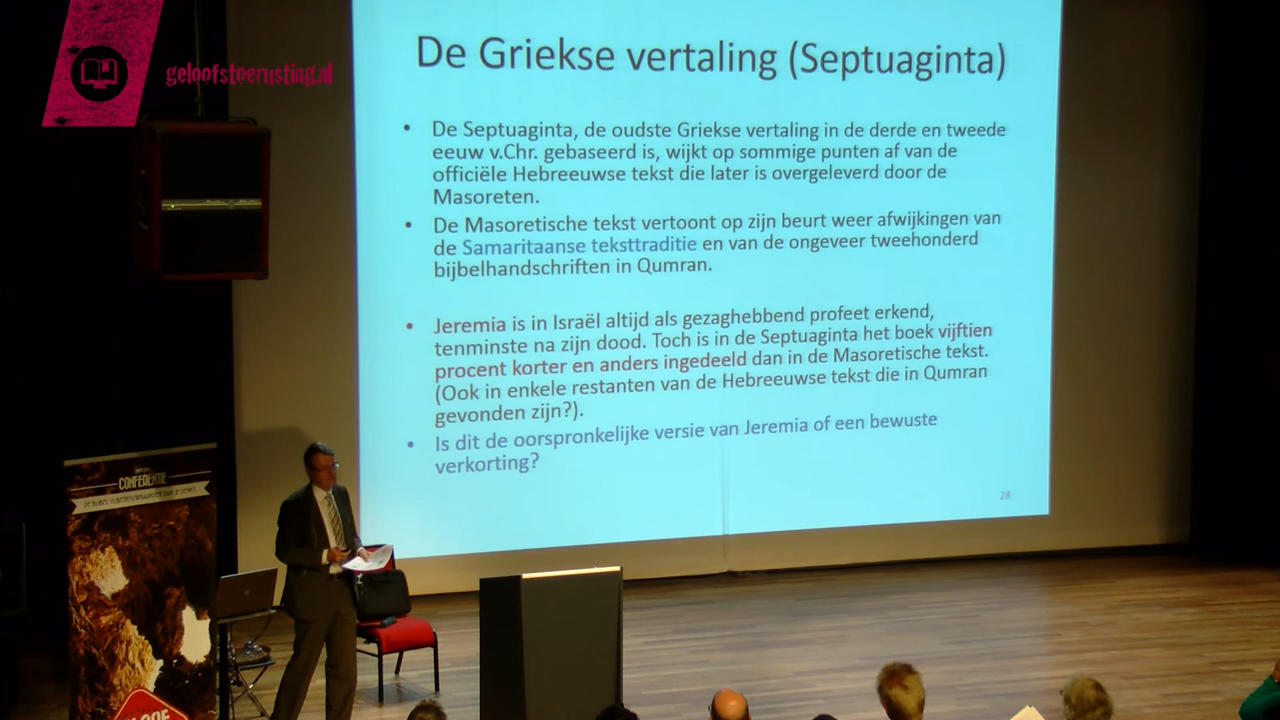 geloofstoerusting.nl
De Griekse vertaling (Septuaginta)
• De Septuaginta, de oudste Griekse vertaling in de derde en tweede
eeuw v.Chr. gebaseerd is, wijkt op sommige punten af van de
officiële Hebreeuwse tekst die later is overgeleverd door de
Masoreten.
• De Masoretische tekst vertoont op zijn beurt weer afwijkingen van
de Samaritaanse teksttraditie en van de ongeveer tweehonderd
bijbelhandschriften in Qumran.
• Jeremia is in Israël altijd als gezaghebbend profeet erkend,
tenminste na zijn dood. Toch is in de Septuaginta het boek vijftien
procent korter en anders ingedeeld dan in de Masoretische tekst.
(Ook in enkele restanten van de Hebreeuwse tekst die in Qumran
gevonden zijn?).
• Is dit de oorspronkelijke versie van Jeremia of een bewuste
verkorting?
28
CONFERENTIE